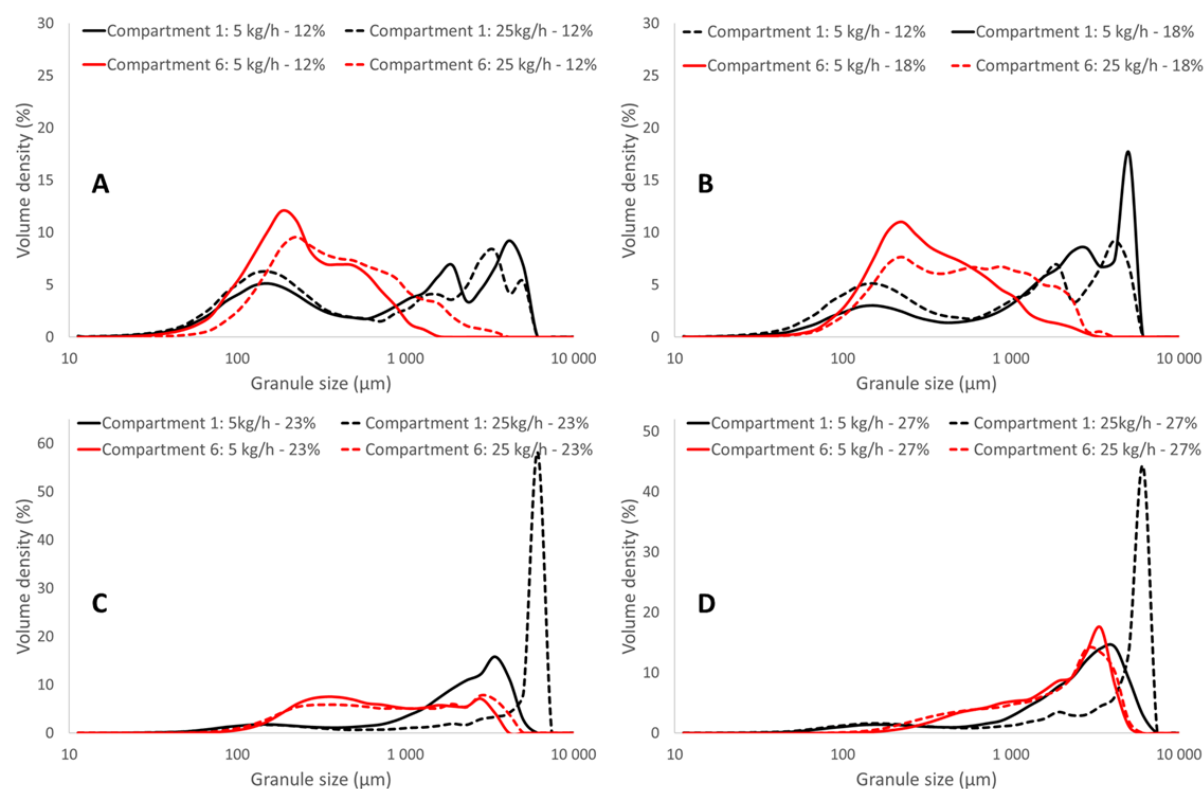 Compartment 1: 5 kg/h - 12% Compartment 1: 25kg/h - 12%
Compartment 6: 5 kg/h - 12% Compartment 6: 25 kg/h - 12%
30
25
20
15
10
5
0
Volume density (%)
A
10 100 1 000 10 000
Granule size (µm)
Compartment 1: 5 kg/h - 12% Compartment 1: 5 kg/h - 18%
Compartment 6: 5 kg/h - 18% Compartment 6: 25 kg/h - 18%
30
25
20
15
10
5
0
Volume density (%)
B
10 100 1 000 10 000
Granule size (µm)
Compartment 1: 5kg/h - 23% Compartment 1: 25kg/h - 23%
Compartment 6: 5 kg/h - 23% Compartment 6: 25 kg/h - 23%
60
50
40
30
20
10
0
Volume density (%)
C
10 100 1 000 10 000
Granule size (µm)
Compartment 1: 5 kg/h - 27% Compartment 1: 25kg/h - 27%
Compartment 6: 5 kg/h - 27% Compartment 6: 25 kg/h - 27%
50
40
30
20
10
0
Volume density (%)
D
10 100 1 000 10 000
Granule size (µm)